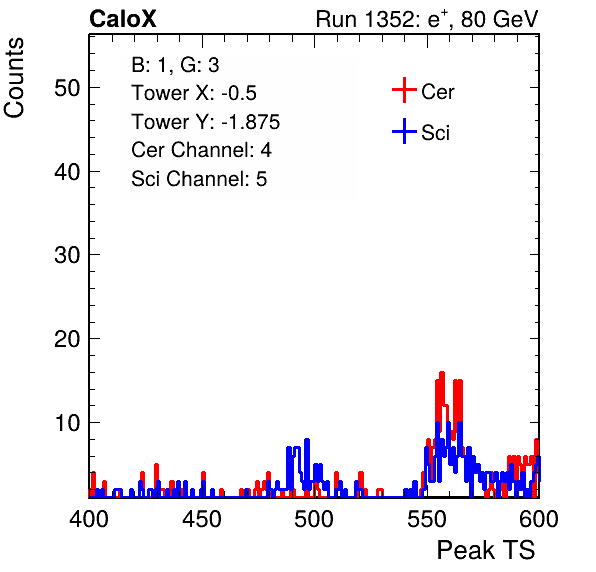 CaloX Run 1352: e⁺, 80 GeV
Counts
B: 1, G: 3
Tower X: -0.5
Tower Y: -1.875
Cer Channel: 4
Sci Channel: 5
Cer
Sci
50
40
30
20
10
400 450 500 550 600
Peak TS